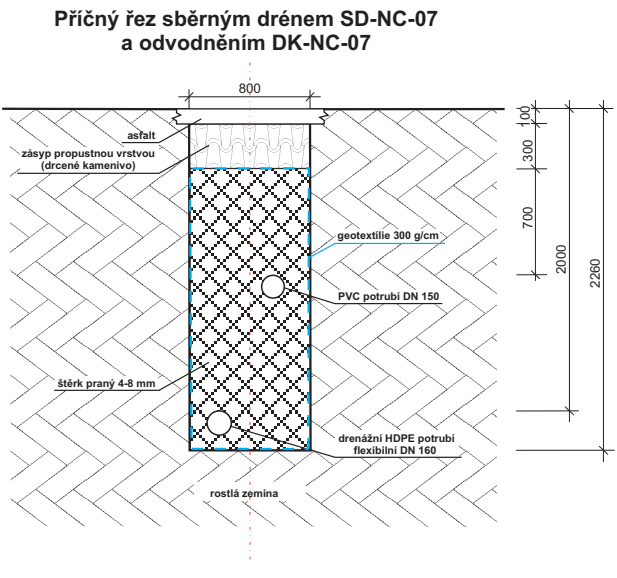 Příčný řez sběrným drénem SD-NC-07
a odvodněním DK-NC-07
800
asfalt
zásyp propustnou vrstvou
(drcené kamenivo)
100
300
700
2000
2260
geotextílie 300 g/cm
PVC potrubí DN 150
štěrk praný 4-8 mm
drenážní HDPE potrubí
flexibilní DN 160
rostlá zemina